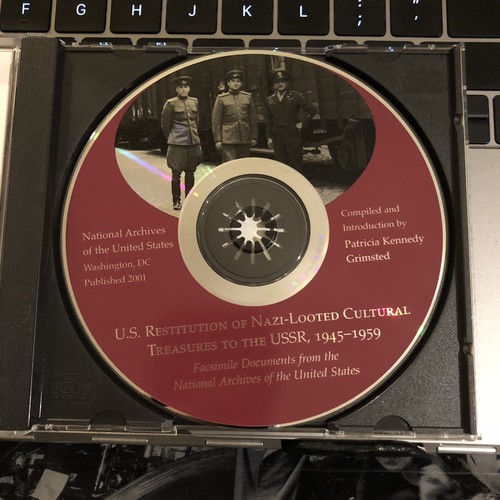 F G H J K L : ; " '
National Archives
of the United States
Washington, DC
Published 2001
Compiled and
Introduction by
Patricia Kennedy
Grimsted
U.S. Restitution of Nazi-Looted Cultural
Treasures to the USSR, 1945–1959
Facsimile Documents from the
National Archives of the United States